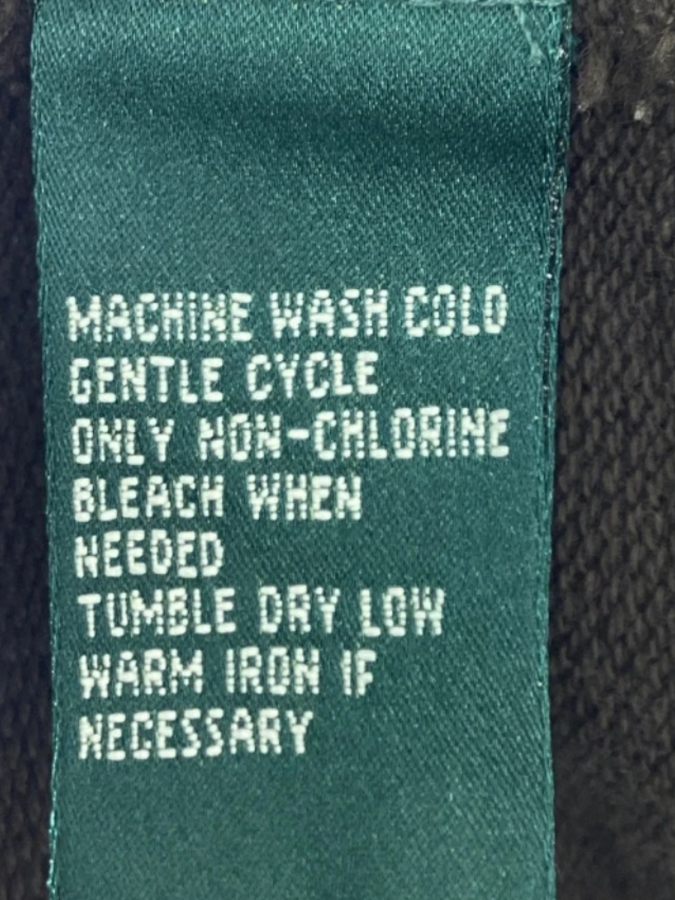 MACHINE WASH COLD
GENTLE CYCLE
ONLY NON-CHLORINE
BLEACH WHEN
NEEDED
TUMBLE DRY LOW
WARM IRON IF
NECESSARY